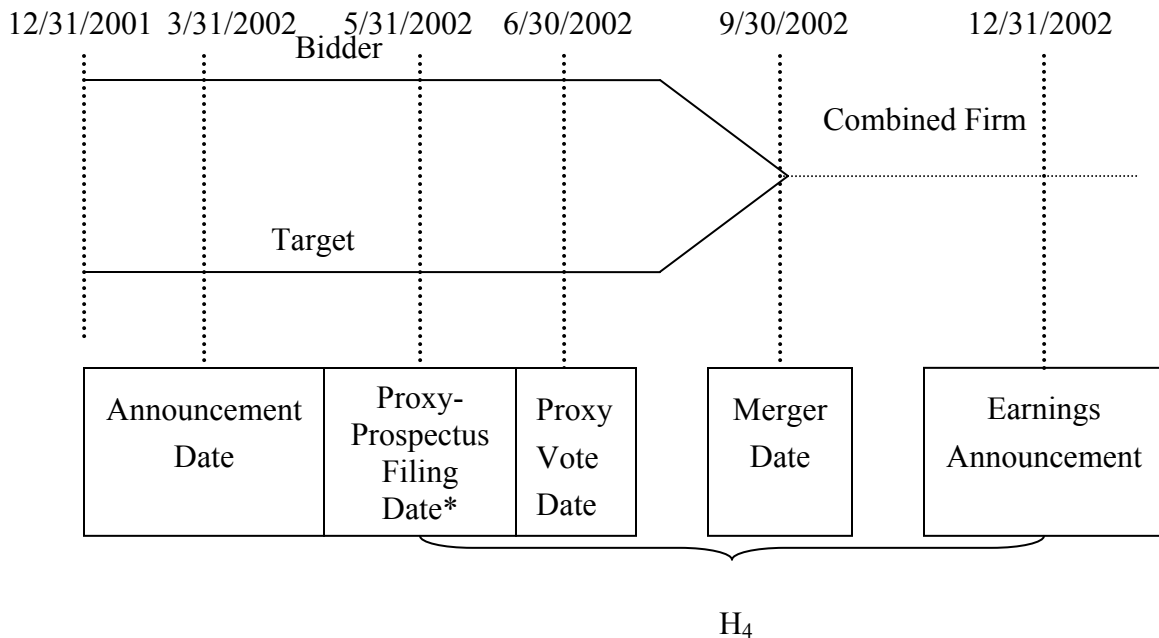 12/31/2001 3/31/2002 5/31/2002 6/30/2002 9/30/2002 12/31/2002
Bidder
Combined Firm
Target
Announcement
Date
Proxy-
Prospectus
Filing
Date*
Proxy
Vote
Date
Merger
Date
Earnings
Announcement
H₄